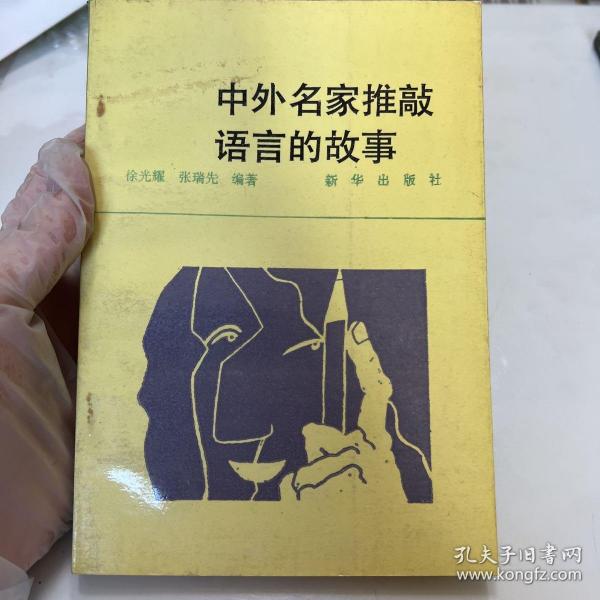 中外名家推敲
语言的故事
徐光耀 张瑞先 编著 新华出版社
孔夫子旧书网
www.kongfz.com